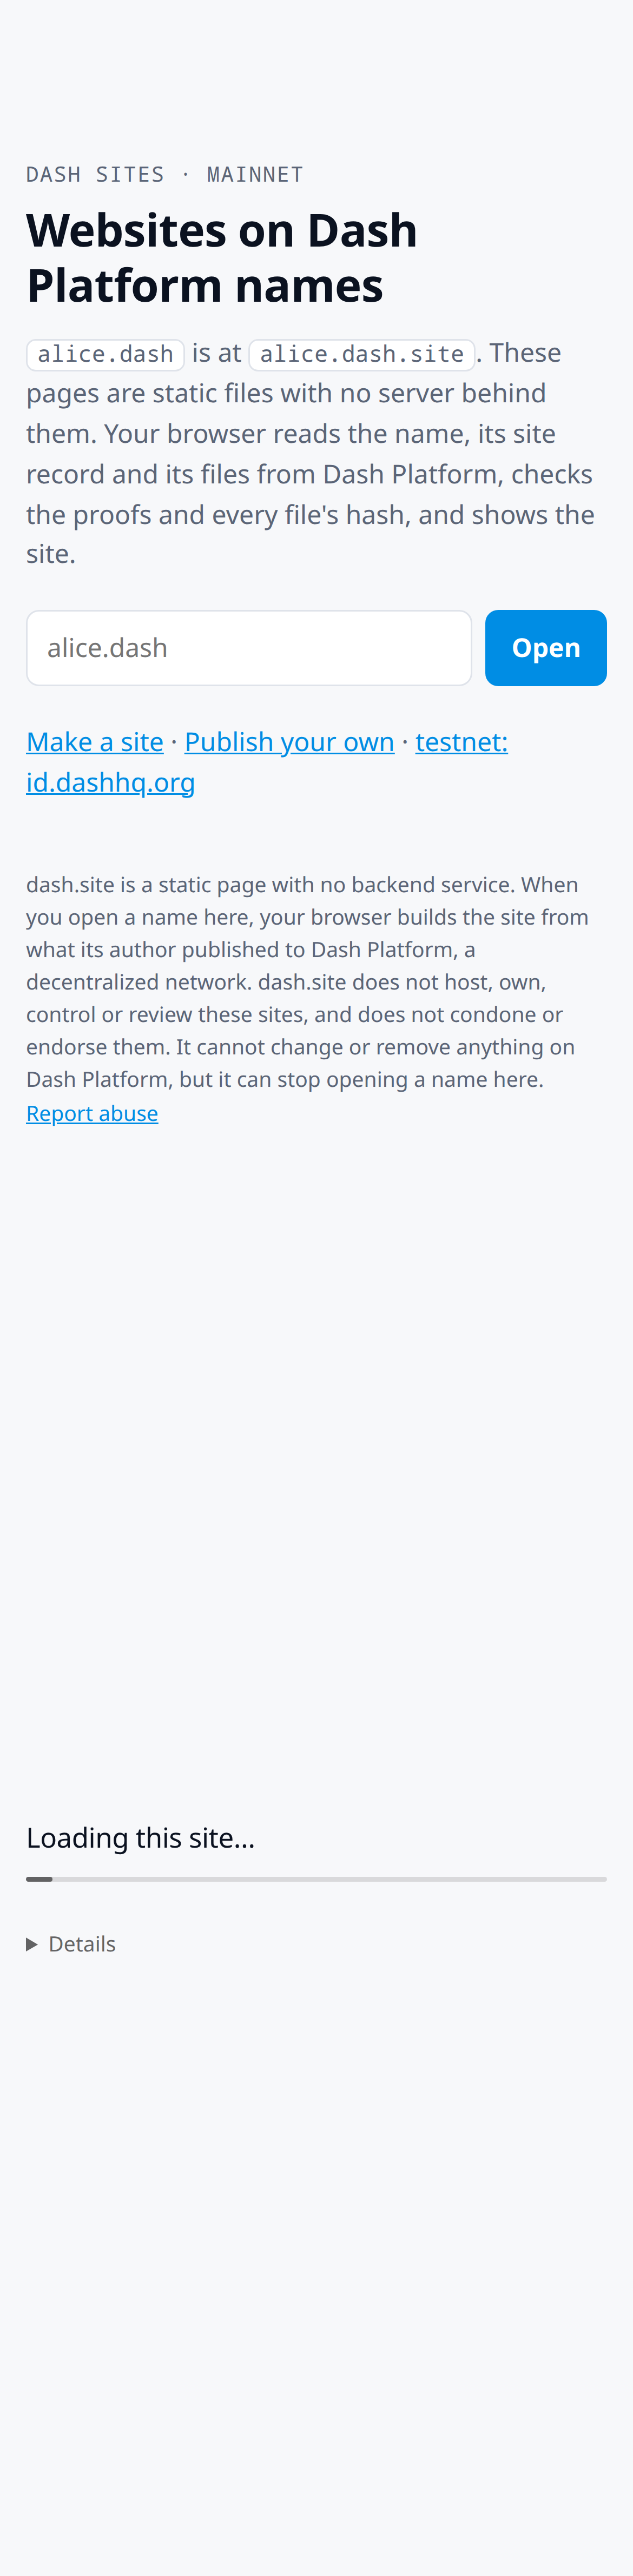 DASH SITES · MAINNET
Websites on Dash
Platform names
alice.dash is at alice.dash.site. These
pages are static files with no server behind
them. Your browser reads the name, its site
record and its files from Dash Platform, checks
the proofs and every file's hash, and shows the
site.
alice.dash
Open
Make a site · Publish your own · testnet:
id.dashhq.org
dash.site is a static page with no backend service. When
you open a name here, your browser builds the site from
what its author published to Dash Platform, a
decentralized network. dash.site does not host, own,
control or review these sites, and does not condone or
endorse them. It cannot change or remove anything on
Dash Platform, but it can stop opening a name here.
Report abuse
Loading this site...
Details